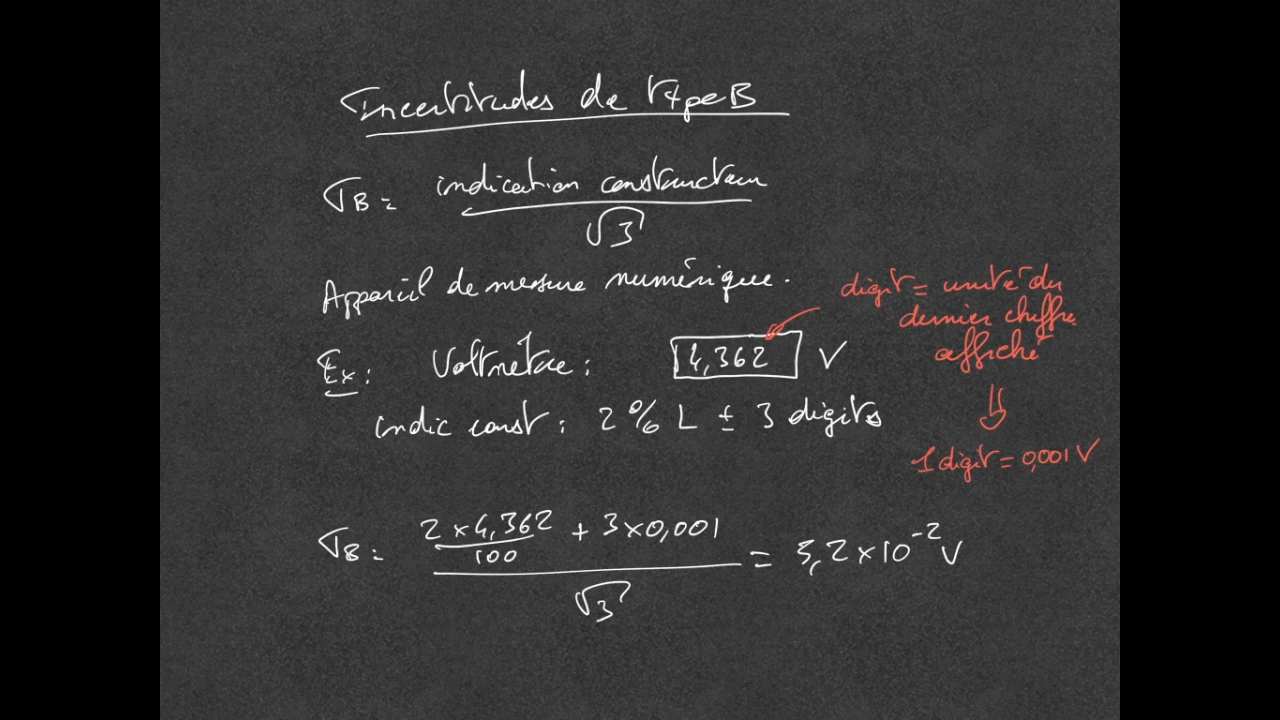 Incertitudes de type B
σB = indication constructeur / √3
Appareil de mesure numérique.
digit = unité du
dernier chiffre
affiché
⇓
1 digit = 0,001 V
Ex : Voltmètre : 4,362 V
indic const : 2 % L ± 3 digits
σB = (2 × 4,362 / 100 + 3 × 0,001) / √3 = 5,2 × 10⁻² V